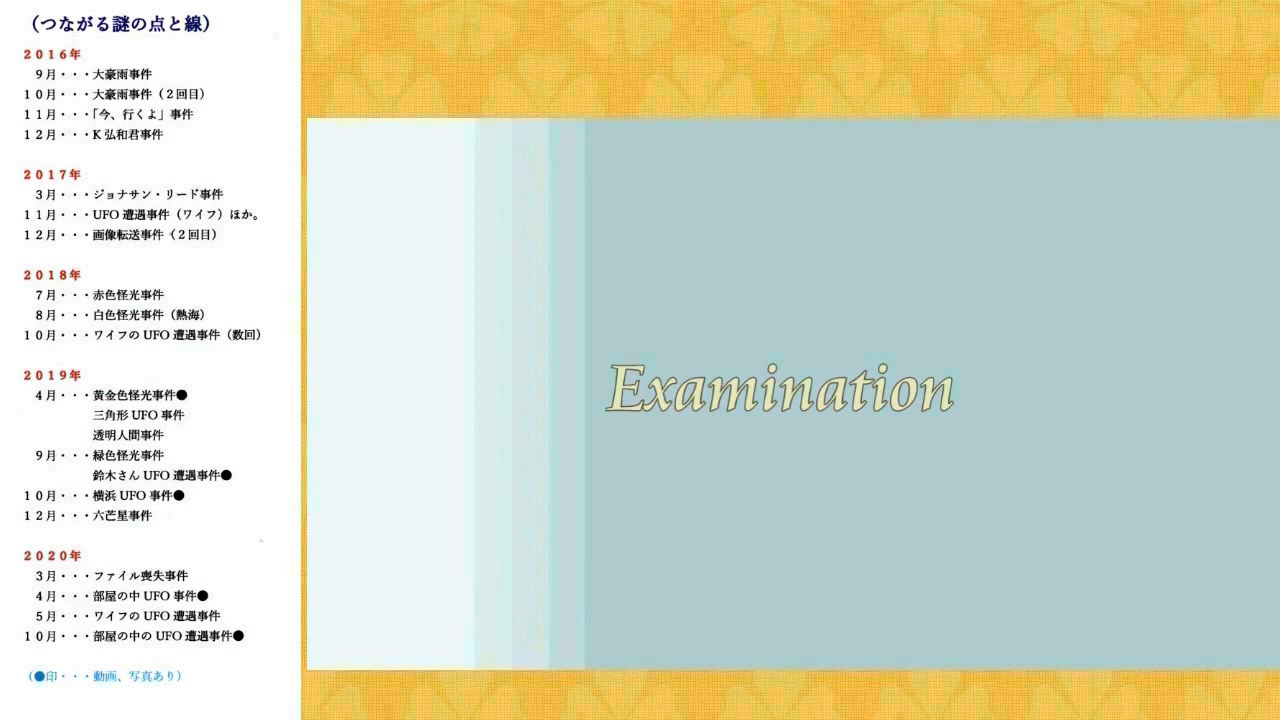 （つながる謎の点と線）
２０１６年
９月・・・大豪雨事件
１０月・・・大豪雨事件（２回目）
１１月・・・「今、行くよ」事件
１２月・・・K 弘和君事件
２０１７年
３月・・・ジョナサン・リード事件
１１月・・・UFO 遭遇事件（ワイフ）ほか。
１２月・・・画像転送事件（２回目）
２０１８年
７月・・・赤色怪光事件
８月・・・白色怪光事件（熱海）
１０月・・・ワイフの UFO 遭遇事件（数回）
２０１９年
４月・・・黄金色怪光事件●
三角形 UFO 事件
透明人間事件
９月・・・緑色怪光事件
鈴木さん UFO 遭遇事件●
１０月・・・横浜 UFO 事件●
１２月・・・六芒星事件
２０２０年
３月・・・ファイル喪失事件
４月・・・部屋の中 UFO 事件●
５月・・・ワイフの UFO 遭遇事件
１０月・・・部屋の中の UFO 遭遇事件●
（●印・・・動画、写真あり）
Examination